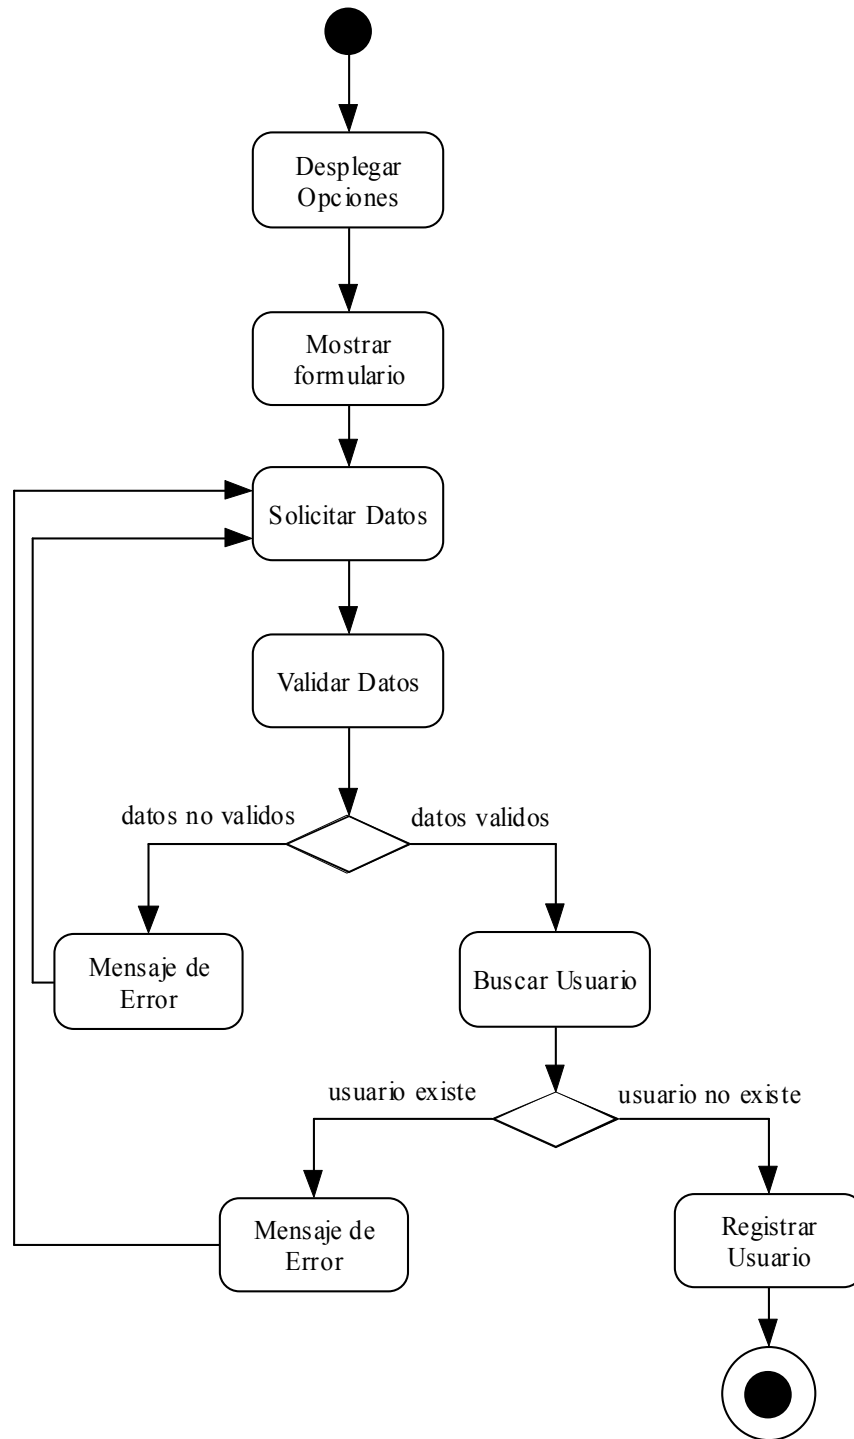 Desplegar
Opciones
Mostrar
formulario
Solicitar Datos
Validar Datos
datos no validos
datos validos
Mensaje de
Error
Buscar Usuario
usuario existe
usuario no existe
Mensaje de
Error
Registrar
Usuario